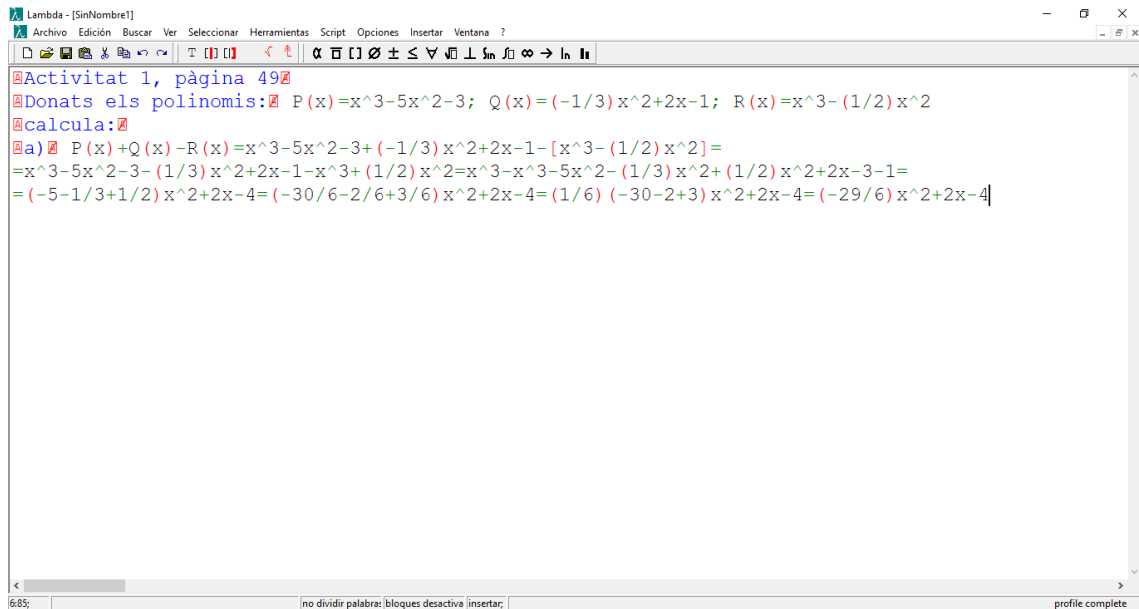 Lambda - [SinNombre1]
Archivo Edición Buscar Ver Seleccionar Herramientas Script Opciones Insertar Ventana ?
Activitat 1, pàgina 49
Donats els polinomis: P(x)=x^3-5x^2-3; Q(x)=(-1/3)x^2+2x-1; R(x)=x^3-(1/2)x^2
calcula:
a) P(x)+Q(x)-R(x)=x^3-5x^2-3+(-1/3)x^2+2x-1-[x^3-(1/2)x^2]=
=x^3-5x^2-3-(1/3)x^2+2x-1-x^3+(1/2)x^2=x^3-x^3-5x^2-(1/3)x^2+(1/2)x^2+2x-3-1=
=(-5-1/3+1/2)x^2+2x-4=(-30/6-2/6+3/6)x^2+2x-4=(1/6)(-30-2+3)x^2+2x-4=(-29/6)x^2+2x-4
6:85; no dividir palabra: bloques desactiva insertar; profile complete